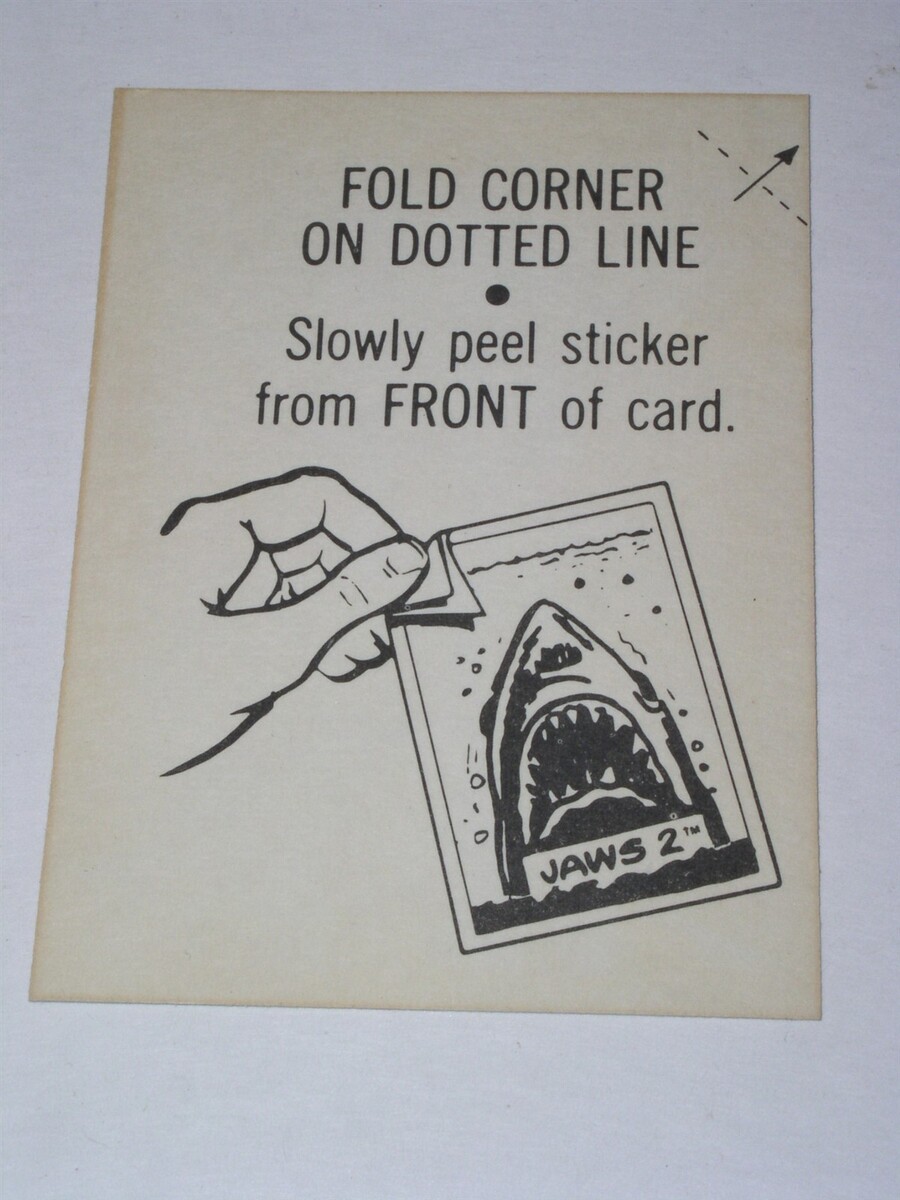 FOLD CORNER
ON DOTTED LINE
●
Slowly peel sticker
from FRONT of card.
JAWS 2™